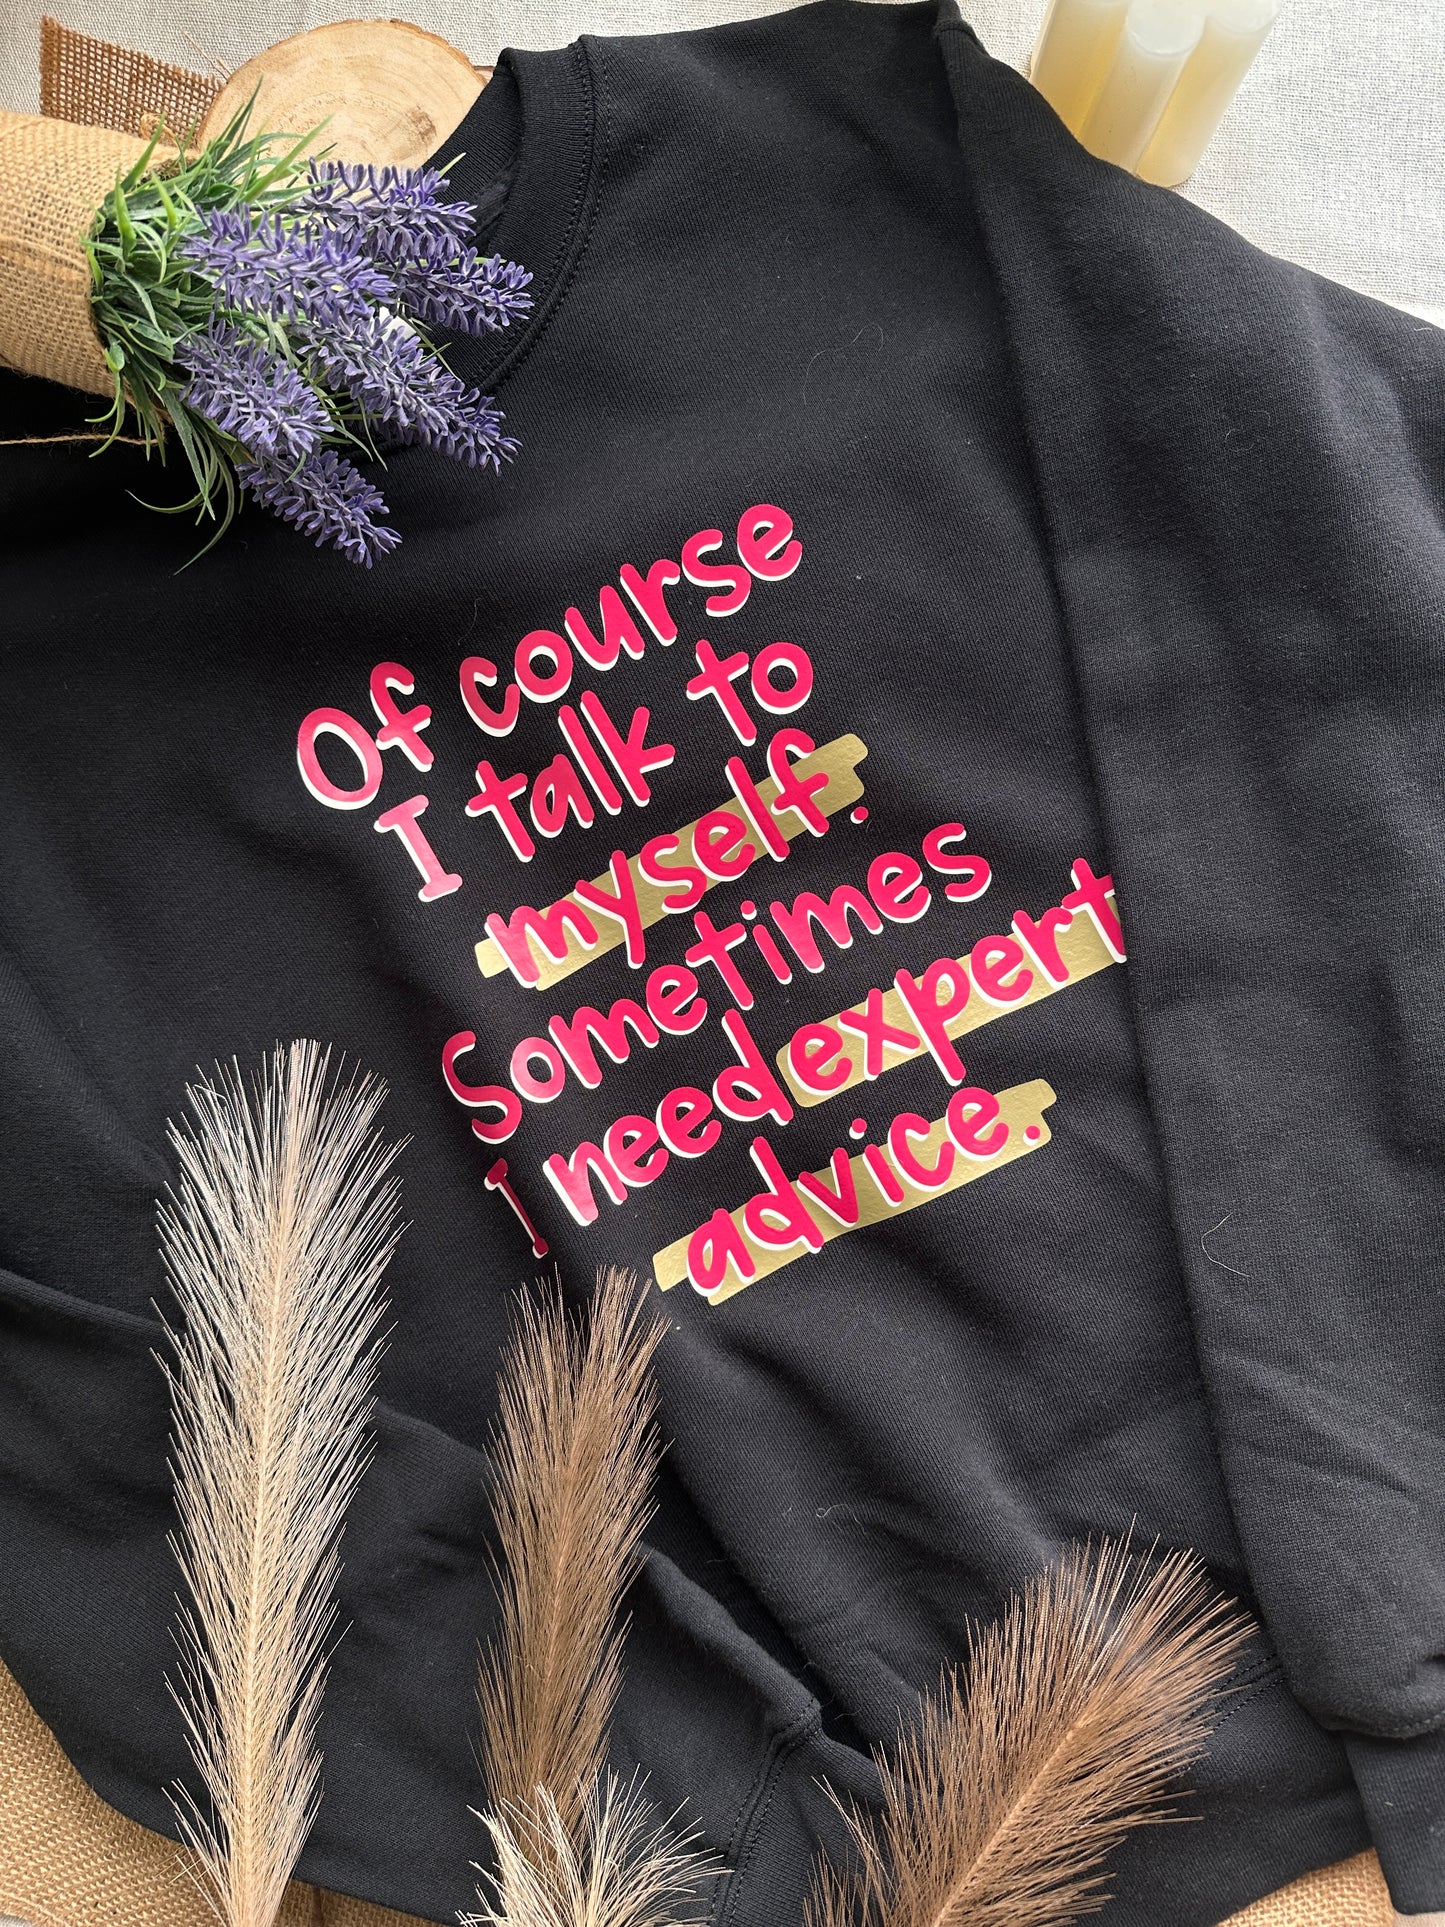 Of course
I talk to
myself.
Sometimes
I need expert
advice.